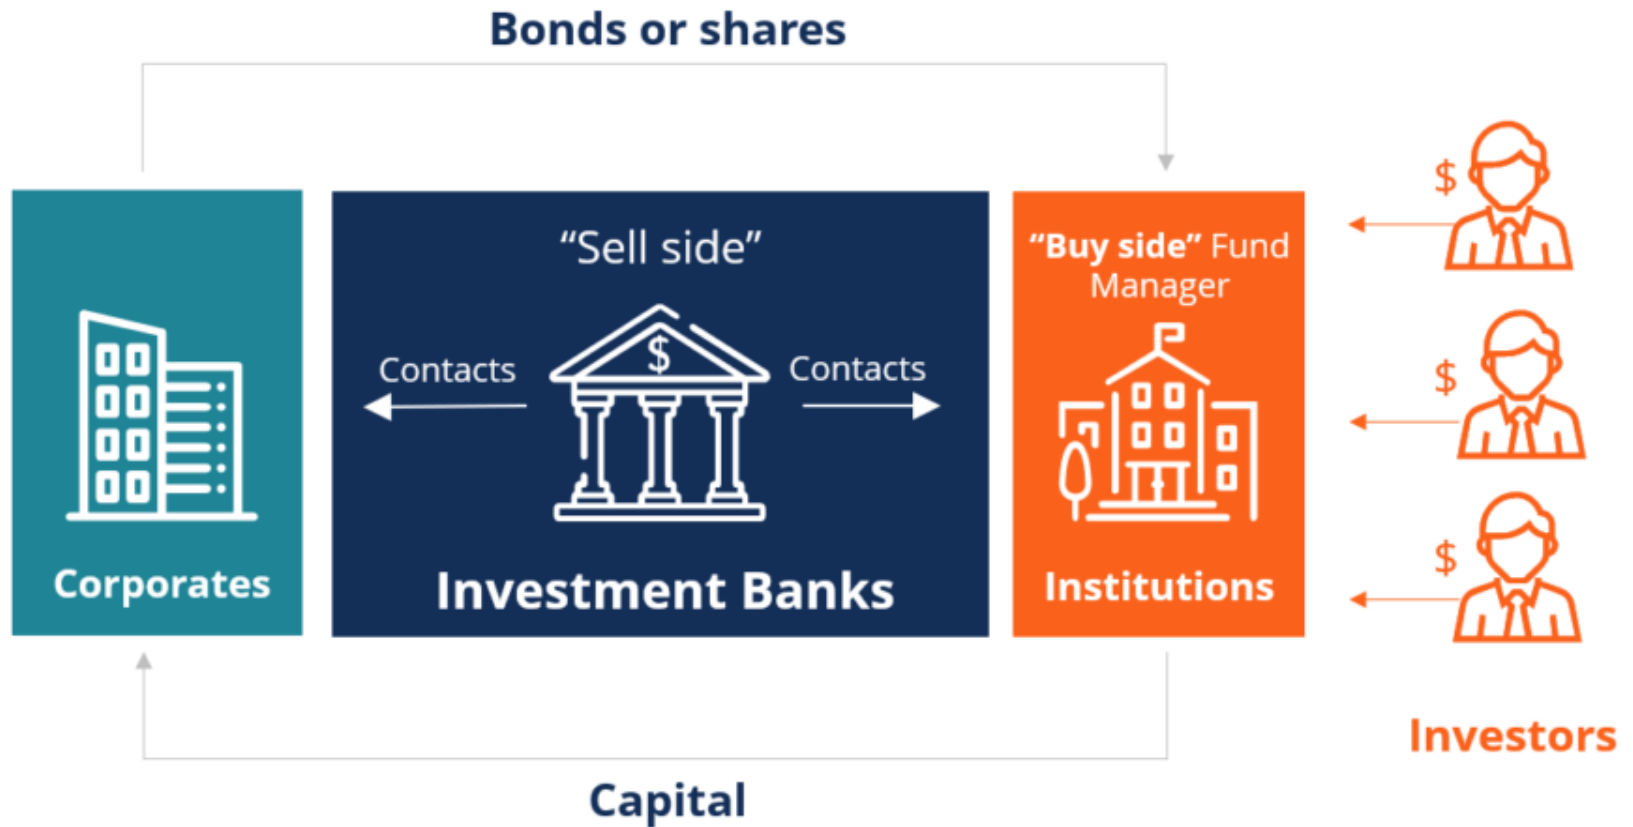 Bonds or shares
“Sell side”
“Buy side” Fund
Manager
$
$
Contacts
Contacts
$
$
$
Corporates
Investment Banks
Institutions
Investors
Capital